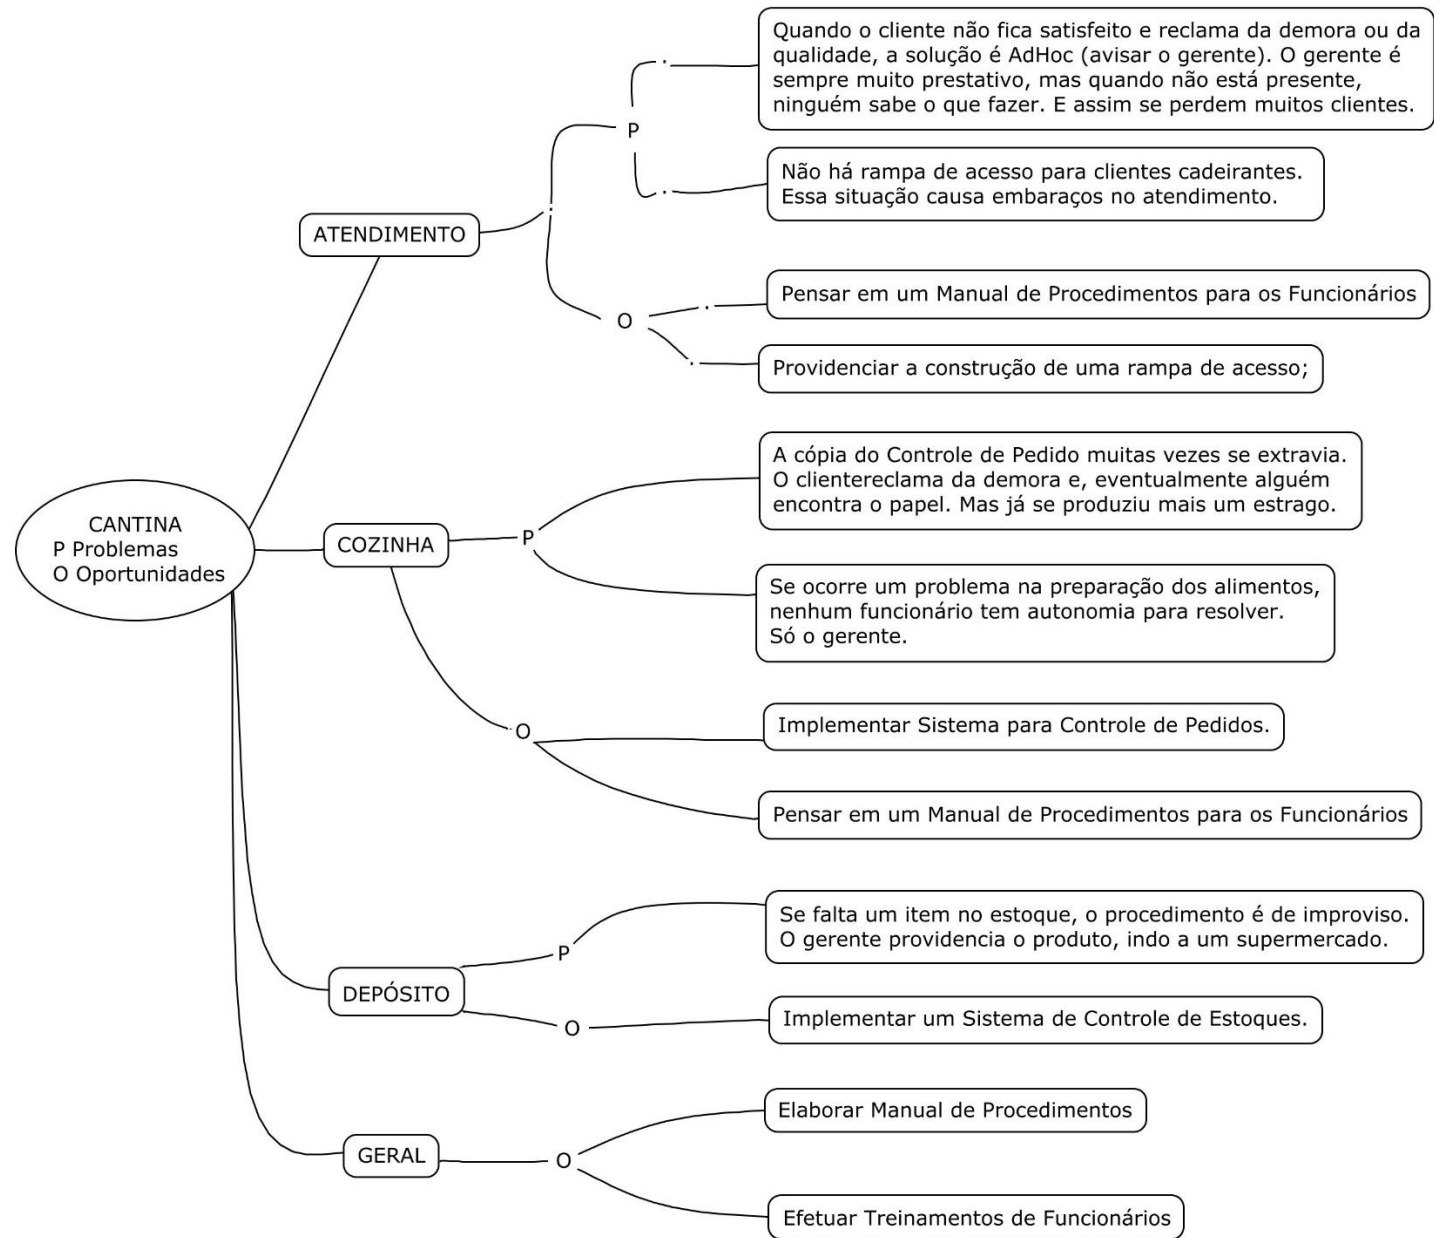 CANTINA
P Problemas
O Oportunidades
ATENDIMENTO
P
Quando o cliente não fica satisfeito e reclama da demora ou da
qualidade, a solução é AdHoc (avisar o gerente). O gerente é
sempre muito prestativo, mas quando não está presente,
ninguém sabe o que fazer. E assim se perdem muitos clientes.
Não há rampa de acesso para clientes cadeirantes.
Essa situação causa embaraços no atendimento.
O
Pensar em um Manual de Procedimentos para os Funcionários
Providenciar a construção de uma rampa de acesso;
COZINHA
P
A cópia do Controle de Pedido muitas vezes se extravia.
O clientereclama da demora e, eventualmente alguém
encontra o papel. Mas já se produziu mais um estrago.
Se ocorre um problema na preparação dos alimentos,
nenhum funcionário tem autonomia para resolver.
Só o gerente.
O
Implementar Sistema para Controle de Pedidos.
Pensar em um Manual de Procedimentos para os Funcionários
DEPÓSITO
P
Se falta um item no estoque, o procedimento é de improviso.
O gerente providencia o produto, indo a um supermercado.
O
Implementar um Sistema de Controle de Estoques.
GERAL
O
Elaborar Manual de Procedimentos
Efetuar Treinamentos de Funcionários